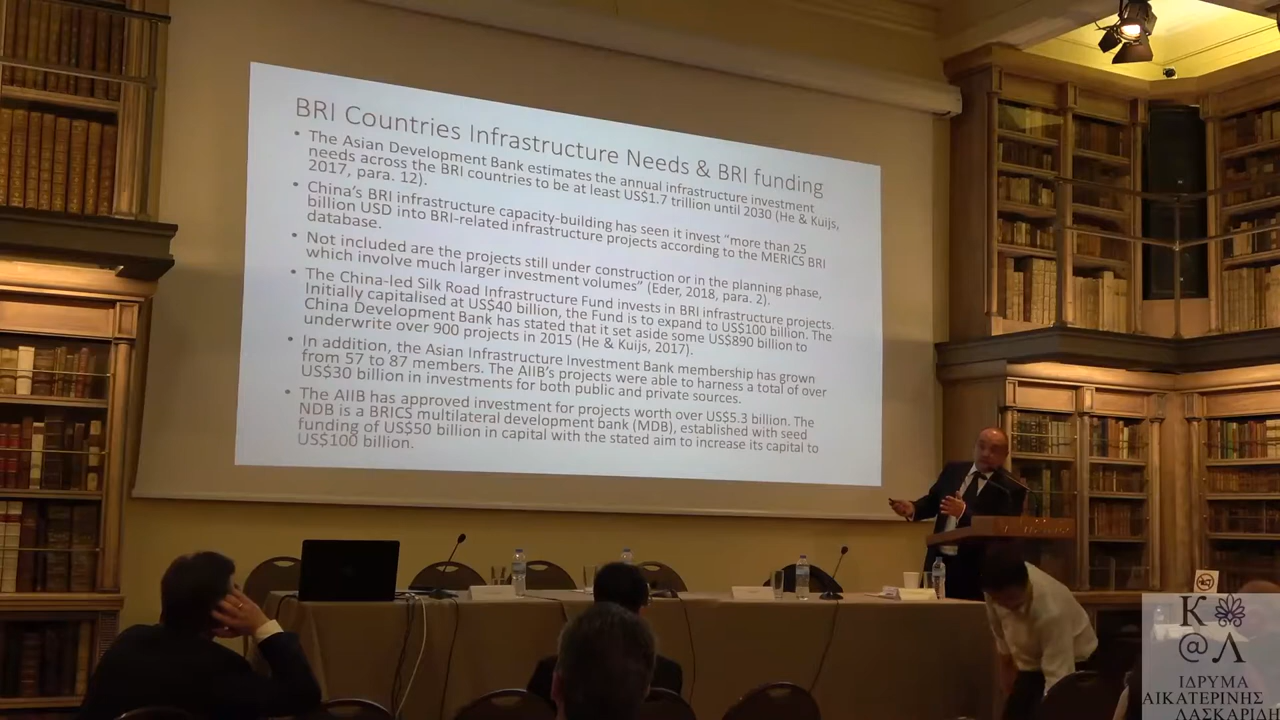 BRI Countries Infrastructure Needs & BRI funding
• The Asian Development Bank estimates the annual infrastructure investment
needs across the BRI countries to be at least US$1.7 trillion until 2030 (He & Kuijs,
2017, para. 12).
• China's BRI infrastructure capacity-building has seen it invest "more than 25
billion USD into BRI-related infrastructure projects according to the MERICS BRI
database.
• Not included are the projects still under construction or in the planning phase,
which involve much larger investment volumes" (Eder, 2018, para. 2).
• The China-led Silk Road Infrastructure Fund invests in BRI infrastructure projects.
Initially capitalised at US$40 billion, the Fund is to expand to US$100 billion. The
China Development Bank has stated that it set aside some US$890 billion to
underwrite over 900 projects in 2015 (He & Kuijs, 2017).
• In addition, the Asian Infrastructure Investment Bank membership has grown
from 57 to 87 members. The AIIB's projects were able to harness a total of over
US$30 billion in investments for both public and private sources.
• The AIIB has approved investment for projects worth over US$5.3 billion. The
NDB is a BRICS multilateral development bank (MDB), established with seed
funding of US$50 billion in capital with the stated aim to increase its capital to
US$100 billion.
Κ
@ Λ
ΙΔΡΥΜΑ
ΑΙΚΑΤΕΡΙΝΗΣ
ΛΑΣΚΑΡΙΔΗ